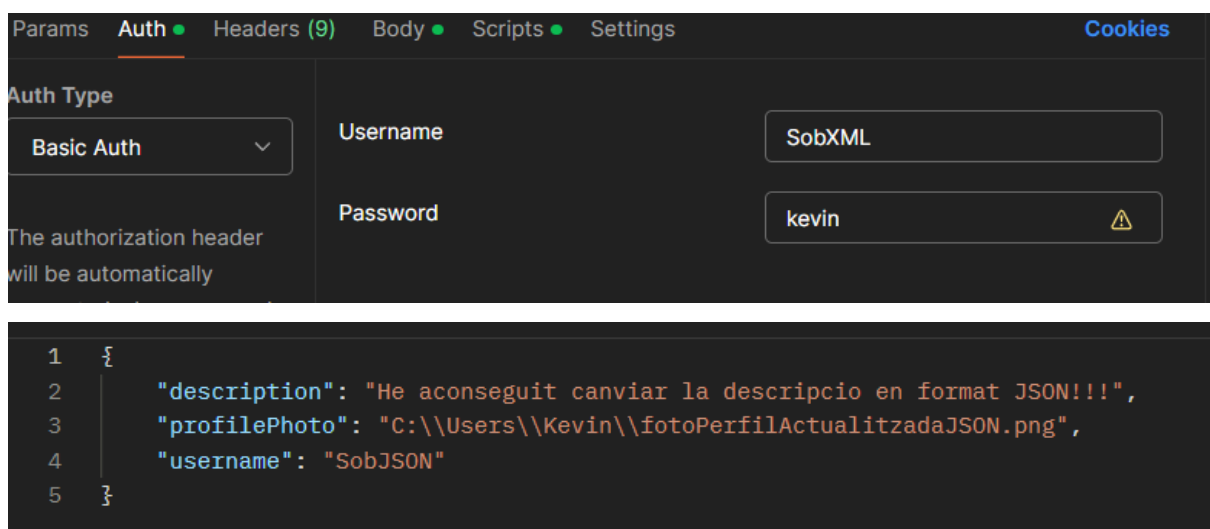 Params Auth Headers (9) Body Scripts Settings Cookies
Auth Type
Basic Auth
The authorization header
will be automatically
Username SobXML
Password kevin
1 {
2 "description": "He aconseguit canviar la descripcio en format JSON!!!",
3 "profilePhoto": "C:\\Users\\Kevin\\fotoPerfilActualitzadaJSON.png",
4 "username": "SobJSON"
5 }